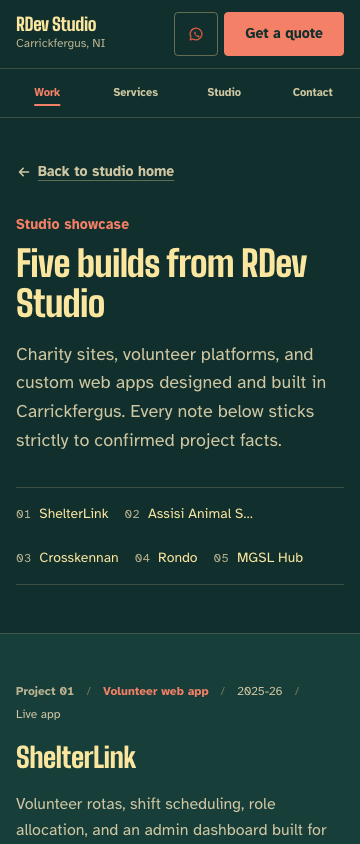 RDev Studio
Carrickfergus, NI
Get a quote
Work
Services
Studio
Contact
← Back to studio home
Studio showcase
Five builds from RDev
Studio
Charity sites, volunteer platforms, and
custom web apps designed and built in
Carrickfergus. Every note below sticks
strictly to confirmed project facts.
01 ShelterLink 02 Assisi Animal S...
03 Crosskennan 04 Rondo 05 MGSL Hub
Project 01 / Volunteer web app / 2025-26 /
Live app
ShelterLink
Volunteer rotas, shift scheduling, role
allocation, and an admin dashboard built for